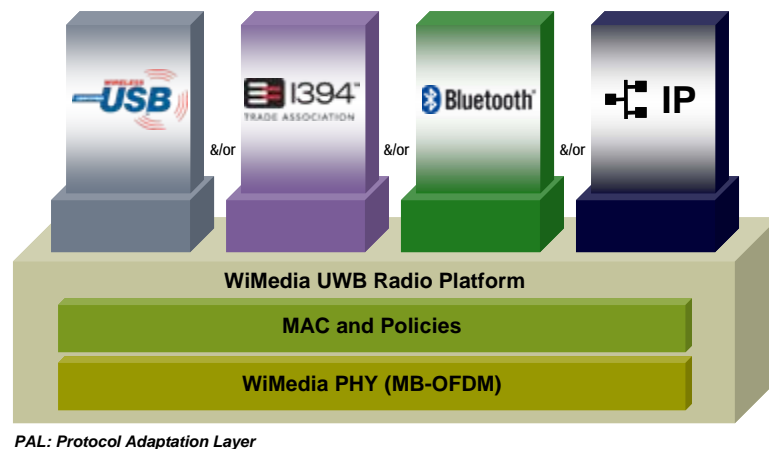 WIRELESS
USB
1394™
TRADE ASSOCIATION
Bluetooth®
IP
&/or
&/or
&/or
WiMedia UWB Radio Platform
MAC and Policies
WiMedia PHY (MB-OFDM)
PAL: Protocol Adaptation Layer